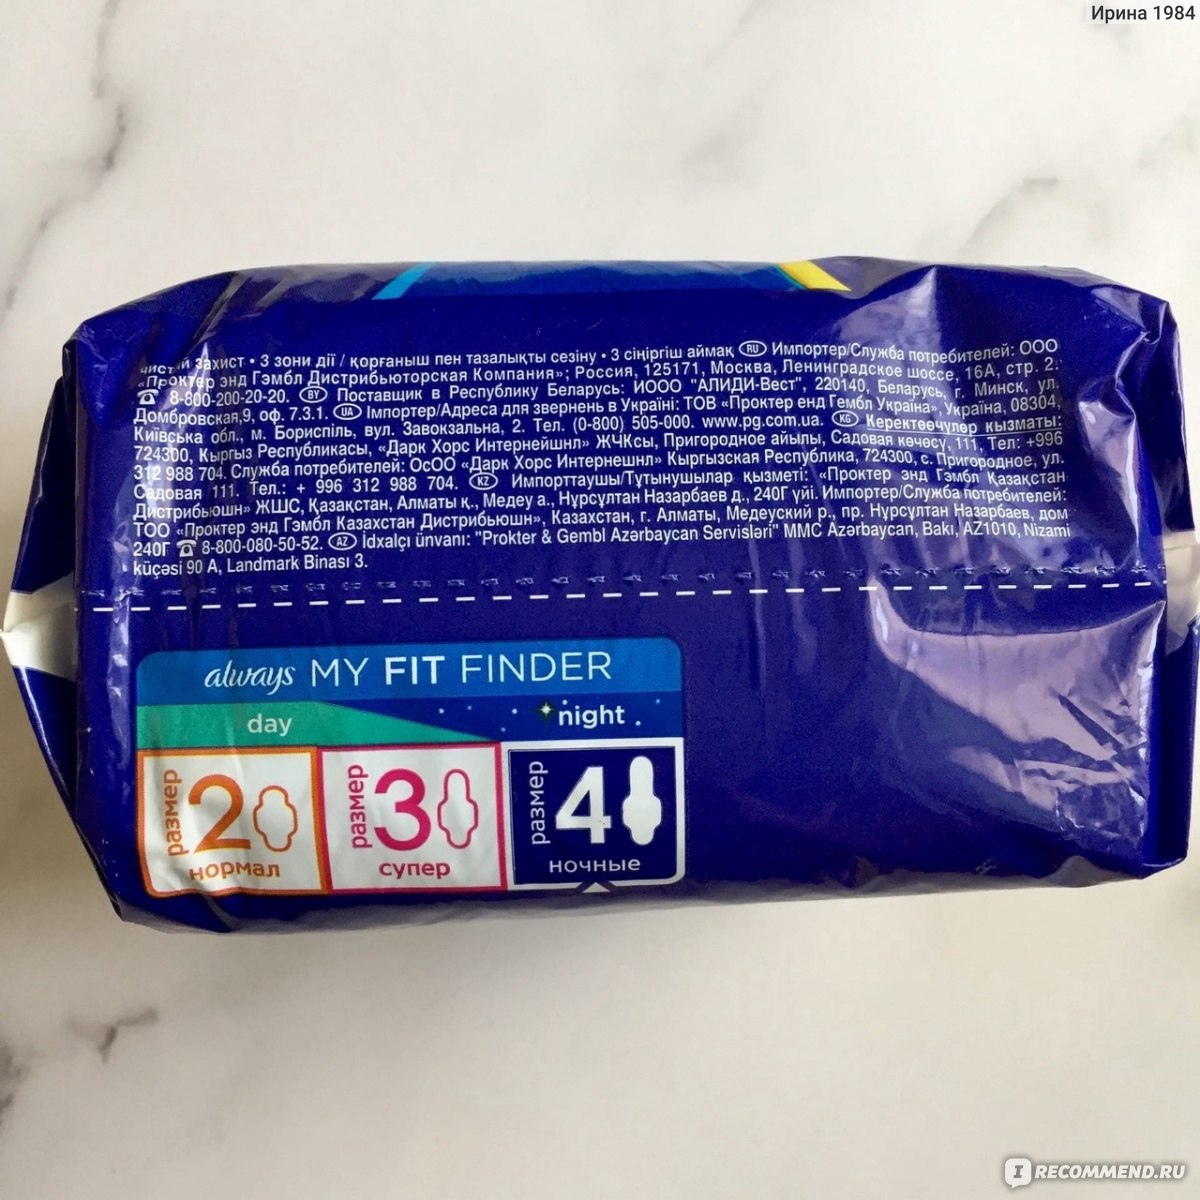 Ирина 1984
захист • 3 зони дії / қорғаныш пен тазалықты сезіну • 3 сіңіргіш аймақ RU Импортер/Служба потребителей: ООО
«Проктер энд Гэмбл Дистрибьюторская Компания»; Россия, 125171, Москва, Ленинградское шоссе, 16А, стр. 2.
☎ 8-800-200-20-20. BY Поставщик в Республику Беларусь: ИООО "АЛИДИ-Вест", 220140, Беларусь, г. Минск, ул.
Домбровская,9, оф. 7.3.1. UA Імпортер/Адреса для звернень в Україні: ТОВ «Проктер енд Гембл Україна», Україна, 08304,
Київська обл., м. Бориспіль, вул. Завокзальна, 2. Тел. (0-800) 505-000. www.pg.com.ua. KG Керектөөчүлөр кызматы:
724300, Кыргыз Республикасы, «Дарк Хорс Интернейшнл» ЖЧКсы, Пригородное айылы, Садовая көчөсү, 111, Тел: +996
312 988 704. Служба потребителей: ОсОО «Дарк Хорс Интернешнл» Кыргызская Республика, 724300, с. Пригородное, ул.
Садовая 111. Тел.: + 996 312 988 704. KZ Импорттаушы/Тұтынушылар қызметі: «Проктер энд Гэмбл Қазақстан
Дистрибьюшн» ЖШС, Қазақстан, Алматы қ., Медеу а., Нұрсұлтан Назарбаев д., 240Г үйі. Импортер/Служба потребителей:
ТОО «Проктер энд Гэмбл Казахстан Дистрибьюшн», Казахстан, г. Алматы, Медеуский р., пр. Нұрсултан Назарбаев, дом
240Г ☎ 8-800-080-50-52. AZ İdxalçı ünvanı: "Prokter & Gembl Azərbaycan Servisləri" MMC Azərbaycan, Bakı, AZ1010, Nizami
küçəsi 90 A, Landmark Binası 3.
always MY FIT FINDER
day night
размер 2 размер 3 размер 4
нормал супер ночные
I RECOMMEND.RU